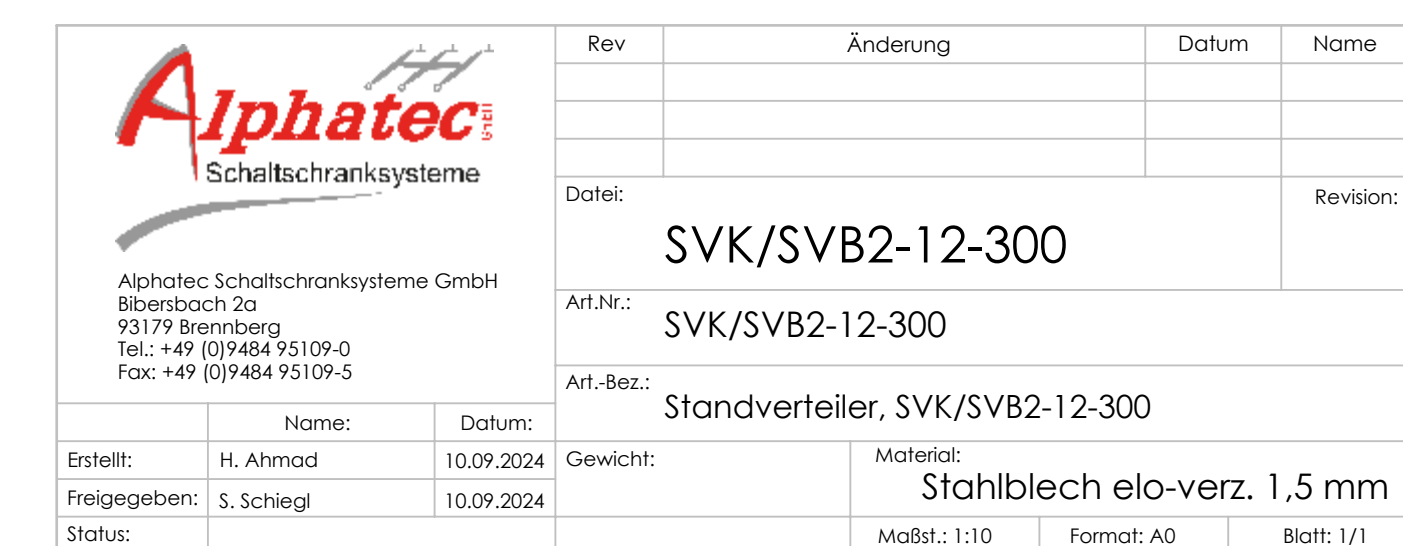 Alphatec GmbH
Schaltschranksysteme
Alphatec Schaltschranksysteme GmbH
Bibersbach 2a
93179 Brennberg
Tel.: +49 (0)9484 95109-0
Fax: +49 (0)9484 95109-5
Name: Datum:
Erstellt: H. Ahmad 10.09.2024
Freigegeben: S. Schiegl 10.09.2024
Status:
Rev Änderung Datum Name
Datei: Revision:
SVK/SVB2-12-300
Art.Nr.:
SVK/SVB2-12-300
Art.-Bez.:
Standverteiler, SVK/SVB2-12-300
Gewicht: Material:
Stahlblech elo-verz. 1,5 mm
Maßst.: 1:10 Format: A0 Blatt: 1/1